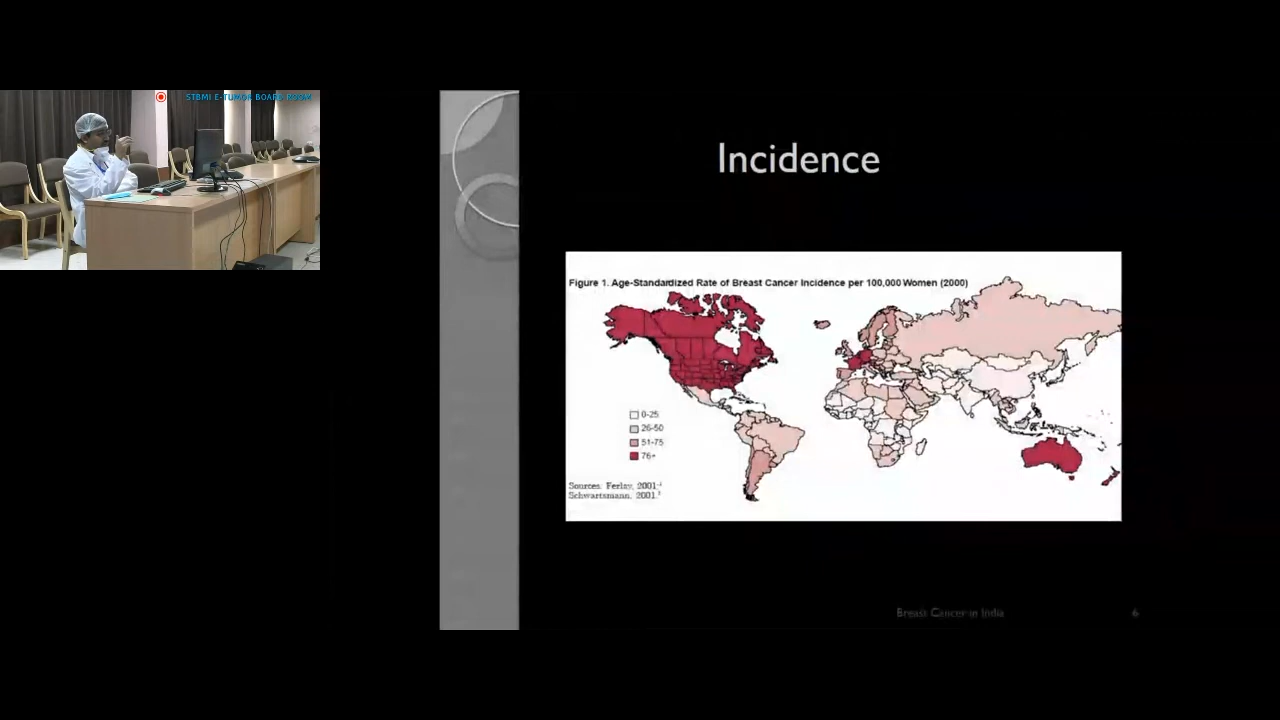 STBMI E-TUMOR BOARD ROOM
Incidence
Figure 1. Age-Standardized Rate of Breast Cancer Incidence per 100,000 Women (2000)
0-25
26-50
51-75
76+
Sources: Ferlay, 2001
Schwartsmann, 2001.
Breast Cancer in India
6